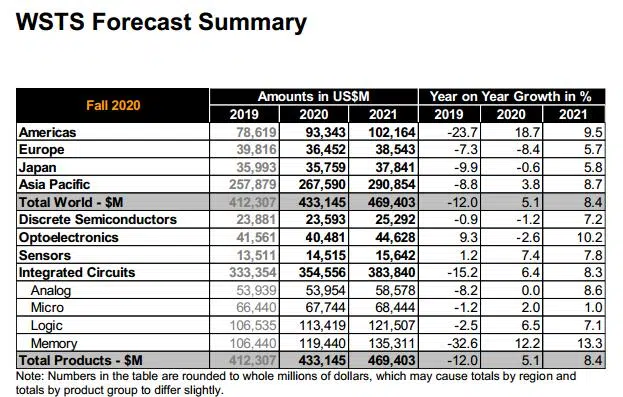 WSTS Forecast Summary
Fall 2020 Amounts in US$M Year on Year Growth in %
2019 2020 2021 2019 2020 2021
Americas 78,619 93,343 102,164 -23.7 18.7 9.5
Europe 39,816 36,452 38,543 -7.3 -8.4 5.7
Japan 35,993 35,759 37,841 -9.9 -0.6 5.8
Asia Pacific 257,879 267,590 290,854 -8.8 3.8 8.7
Total World - $M 412,307 433,145 469,403 -12.0 5.1 8.4
Discrete Semiconductors 23,881 23,593 25,292 -0.9 -1.2 7.2
Optoelectronics 41,561 40,481 44,628 9.3 -2.6 10.2
Sensors 13,511 14,515 15,642 1.2 7.4 7.8
Integrated Circuits 333,354 354,556 383,840 -15.2 6.4 8.3
Analog 53,939 53,954 58,578 -8.2 0.0 8.6
Micro 66,440 67,744 68,444 -1.2 2.0 1.0
Logic 106,535 113,419 121,507 -2.5 6.5 7.1
Memory 106,440 119,440 135,311 -32.6 12.2 13.3
Total Products - $M 412,307 433,145 469,403 -12.0 5.1 8.4
Note: Numbers in the table are rounded to whole millions of dollars, which may cause totals by region and
totals by product group to differ slightly.